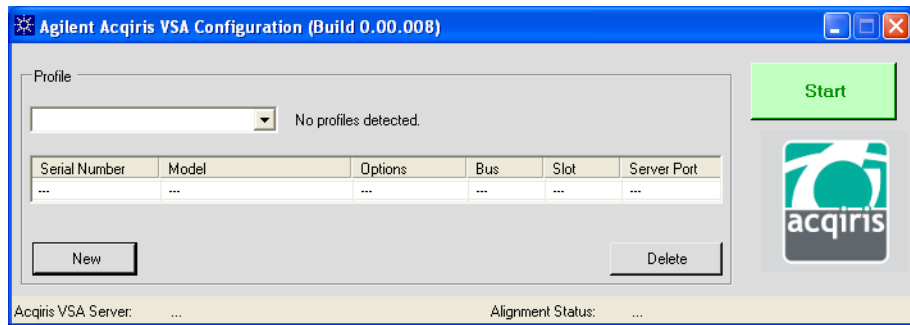 Agilent Acqiris VSA Configuration (Build 0.00.008)
Profile
Start
No profiles detected.
Serial Number Model Options Bus Slot Server Port
--- --- --- --- --- ---
acqiris
New Delete
Acqiris VSA Server: ... Alignment Status: ...